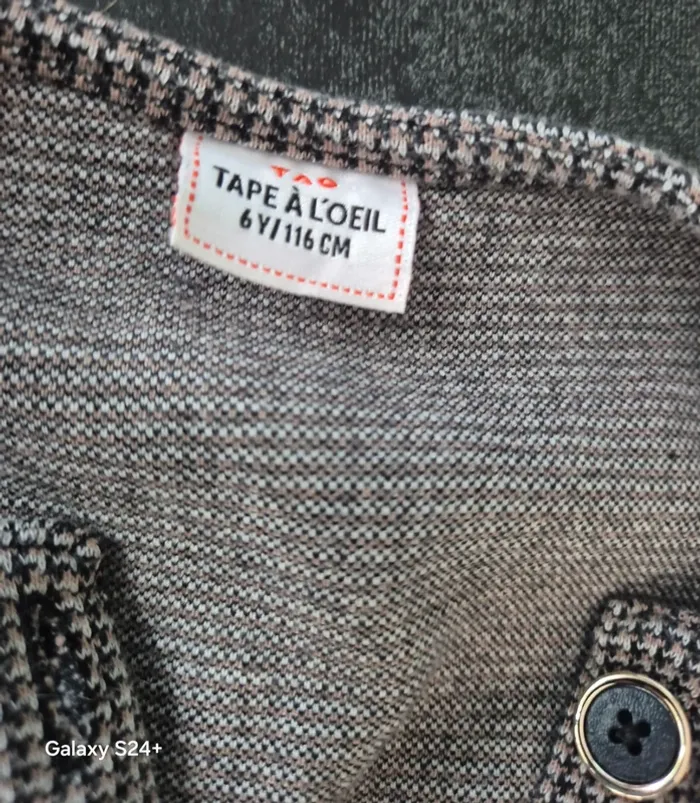 TAO
TAPE À L'OEIL
6 Y/116 CM
Galaxy S24+